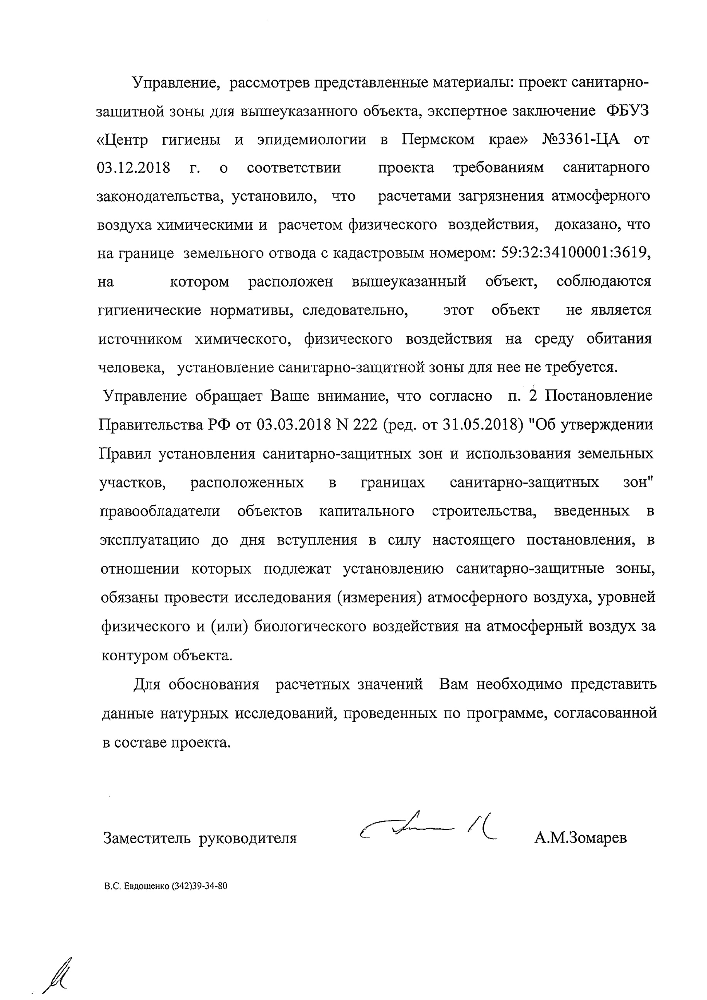 Управление, рассмотрев представленные материалы: проект санитарно-
защитной зоны для вышеуказанного объекта, экспертное заключение ФБУЗ
«Центр гигиены и эпидемиологии в Пермском крае» №3361-ЦА от
03.12.2018 г. о соответствии проекта требованиям санитарного
законодательства, установило, что расчетами загрязнения атмосферного
воздуха химическими и расчетом физического воздействия, доказано, что
на границе земельного отвода с кадастровым номером: 59:32:34100001:3619,
на котором расположен вышеуказанный объект, соблюдаются
гигиенические нормативы, следовательно, этот объект не является
источником химического, физического воздействия на среду обитания
человека, установление санитарно-защитной зоны для нее не требуется.
Управление обращает Ваше внимание, что согласно п. 2 Постановление
Правительства РФ от 03.03.2018 N 222 (ред. от 31.05.2018) "Об утверждении
Правил установления санитарно-защитных зон и использования земельных
участков, расположенных в границах санитарно-защитных зон"
правообладатели объектов капитального строительства, введенных в
эксплуатацию до дня вступления в силу настоящего постановления, в
отношении которых подлежат установлению санитарно-защитные зоны,
обязаны провести исследования (измерения) атмосферного воздуха, уровней
физического и (или) биологического воздействия на атмосферный воздух за
контуром объекта.
Для обоснования расчетных значений Вам необходимо представить
данные натурных исследований, проведенных по программе, согласованной
в составе проекта.
Заместитель руководителя А.М.Зомарев
В.С. Евдошенко (342)39-34-80